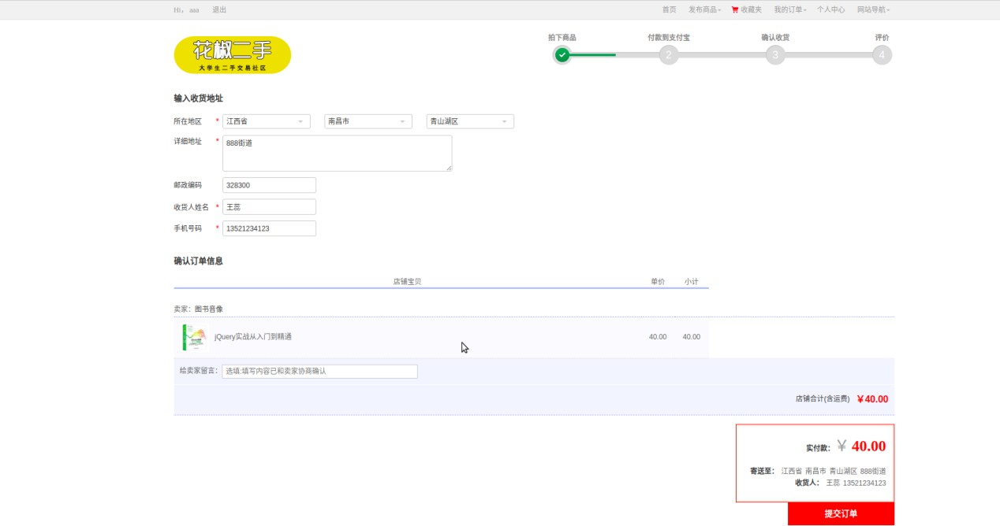 Hi， aaa 退出 首页 发布商品 收藏夹 我的订单 个人中心 网站导航
花椒二手
大学生二手交易社区
拍下商品 付款到支付宝 确认收货 评价
2 3 4
输入收货地址
所在地区 * 江西省 南昌市 青山湖区
详细地址 * 888街道
邮政编码 328300
收货人姓名 * 王蕊
手机号码 * 13521234123
确认订单信息
店铺宝贝 单价 小计
卖家：图书音像
jQuery实战从入门到精通 40.00 40.00
给卖家留言： 选填:填写内容已和卖家协商确认
店铺合计(含运费) ￥40.00
实付款： ￥ 40.00
寄送至： 江西省 南昌市 青山湖区 888街道
收货人： 王蕊 13521234123
提交订单